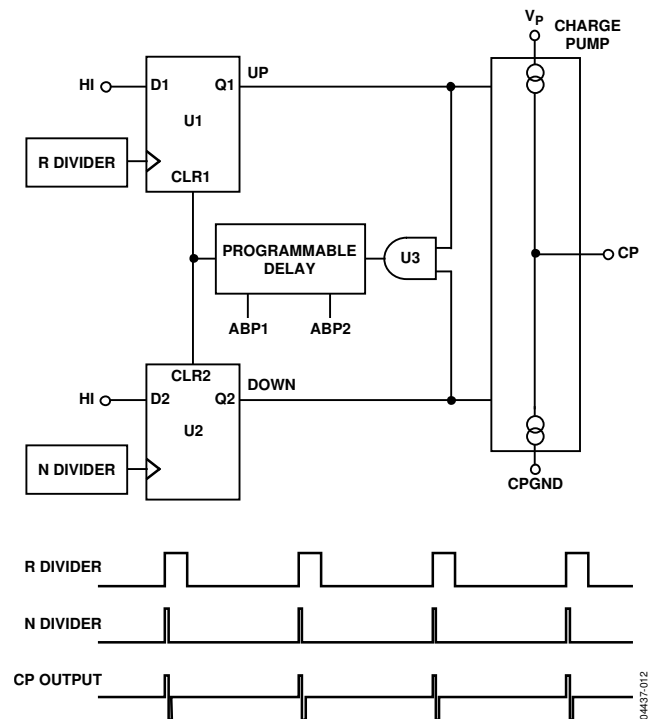 V_P
CHARGE
PUMP
HI
D1
Q1
UP
U1
R DIVIDER
CLR1
PROGRAMMABLE
DELAY
U3
CP
ABP1
ABP2
CLR2
DOWN
HI
D2
Q2
U2
N DIVIDER
CPGND
R DIVIDER
N DIVIDER
CP OUTPUT
04437-012